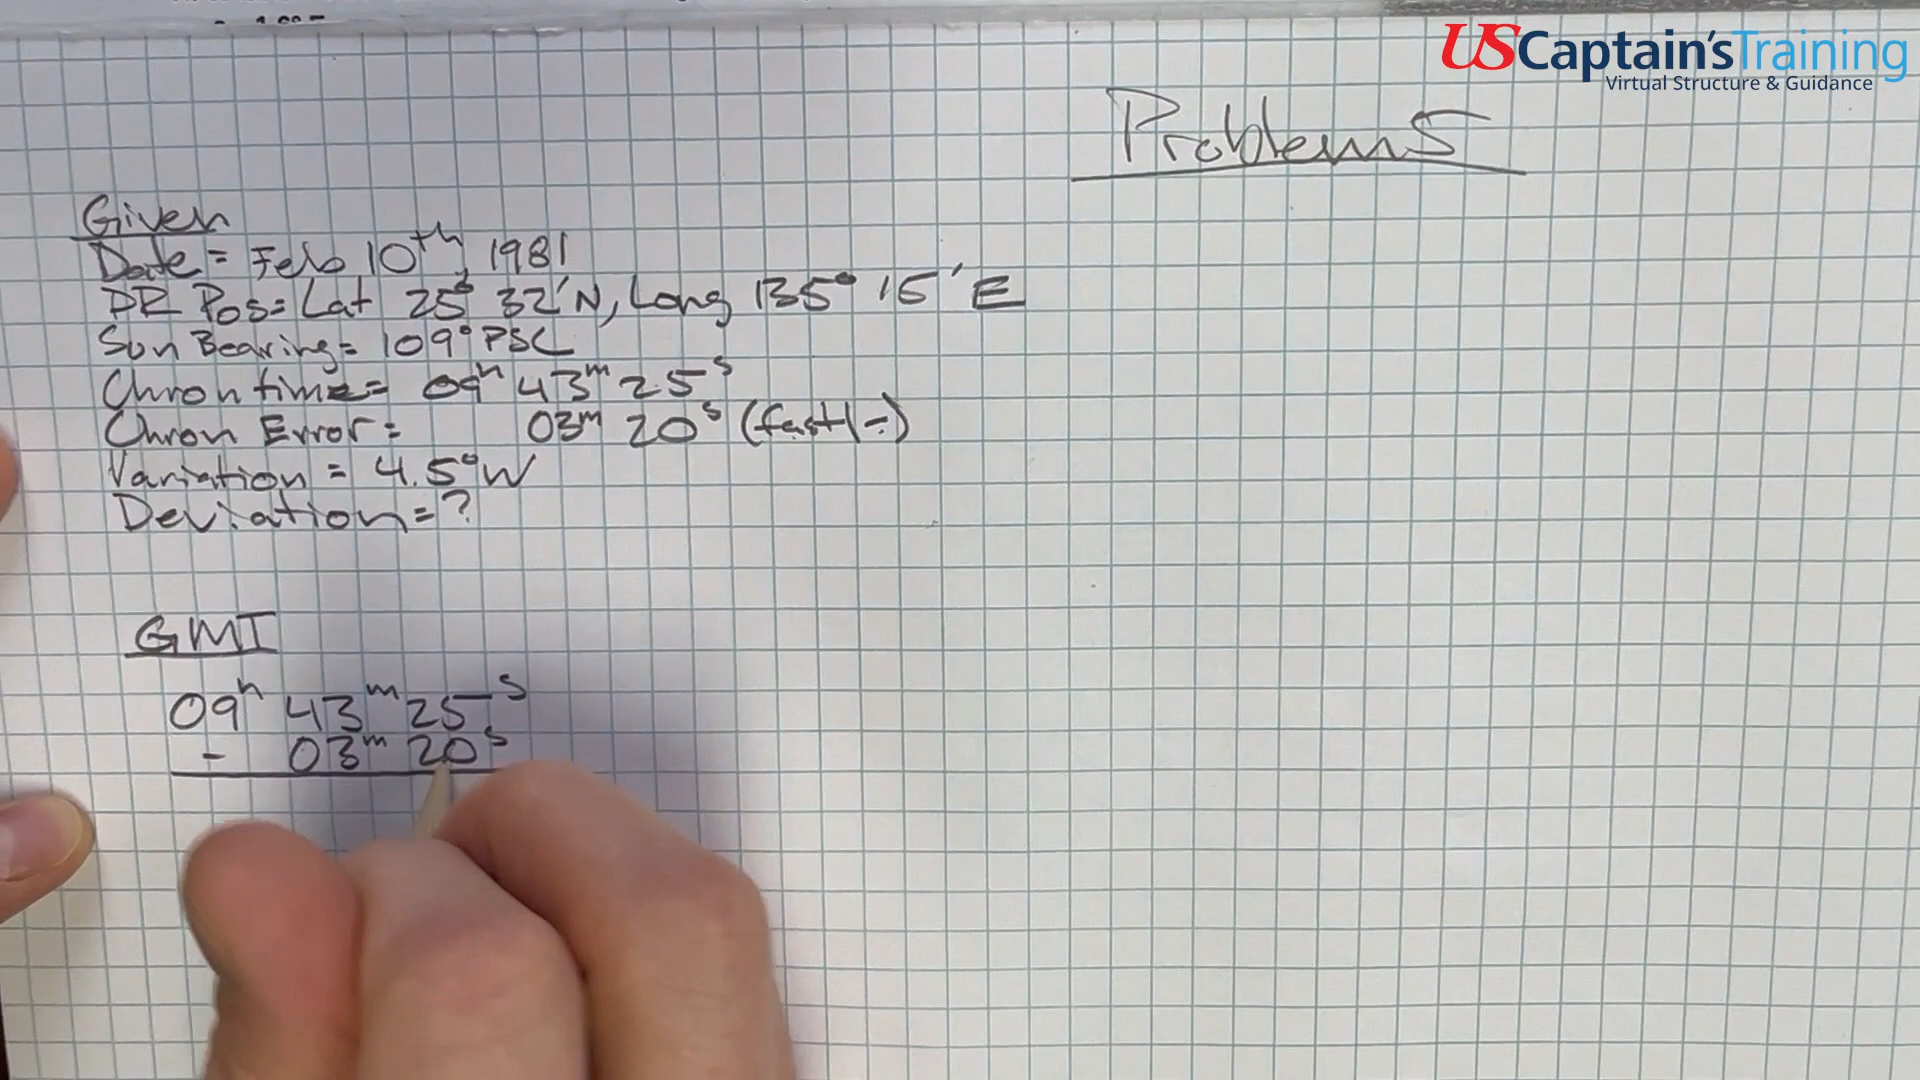 USCaptain'sTraining
Virtual Structure & Guidance
Problems
Given
Date = Feb 10th 1981
DR Pos= Lat 25° 32'N, Long 135° 15' E
Sun Bearing= 109° PSC
Chron time= 09h 43m 25s
Chron Error= 03m 20s (fast/-)
Variation = 4.5°W
Deviation = ?
GMT
09h 43m 25s
- 03m 20s